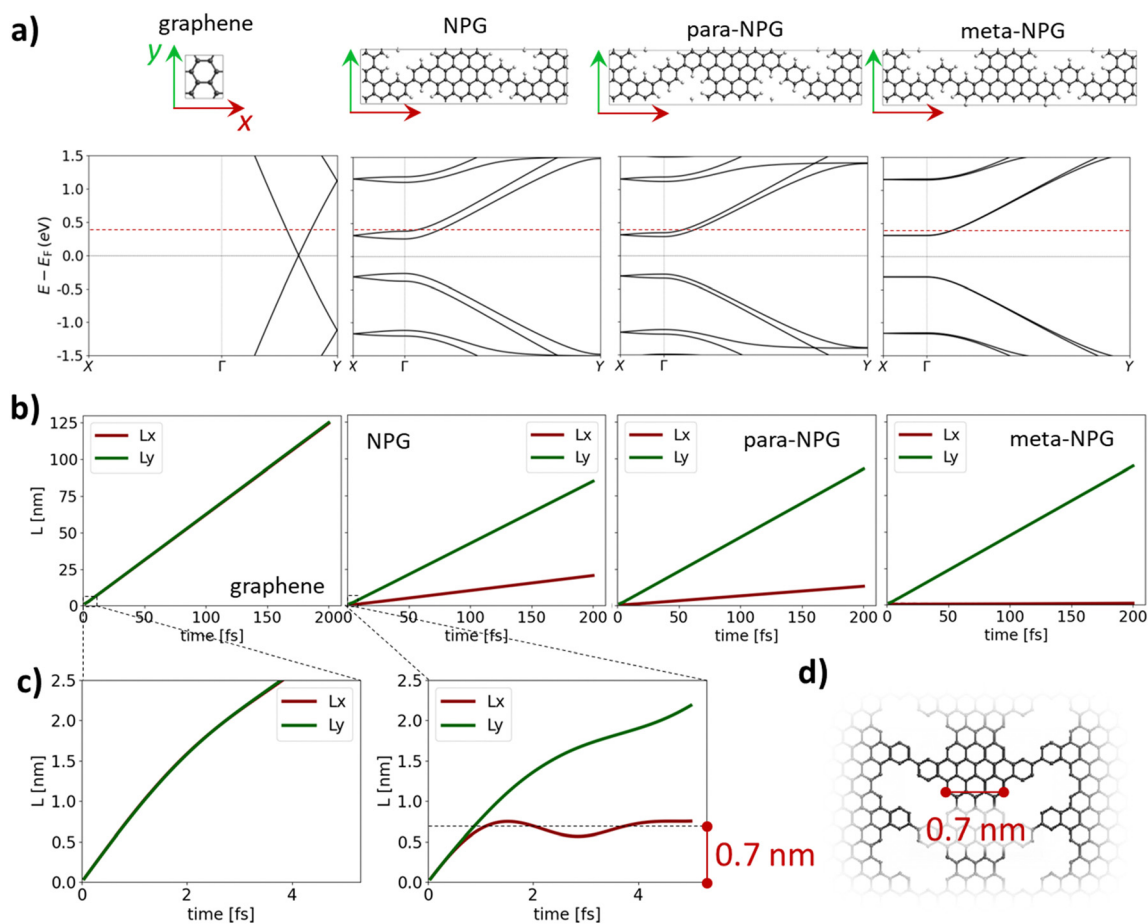 a)
graphene
NPG
para-NPG
meta-NPG
y
x
E − E_F (eV)
1.5
1.0
0.5
0.0
-0.5
-1.0
-1.5
X
Γ
Y
X
Γ
Y
X
Γ
Y
X
Γ
Y
b)
L [nm]
125
100
75
50
25
0
Lx
Ly
graphene
0
50
100
150
200
time [fs]
NPG
Lx
Ly
0
50
100
150
200
time [fs]
Lx
Ly
para-NPG
0
50
100
150
200
time [fs]
Lx
Ly
meta-NPG
0
50
100
150
200
time [fs]
c)
L [nm]
2.5
2.0
1.5
1.0
0.5
0.0
Lx
Ly
0
2
4
time [fs]
L [nm]
2.5
2.0
1.5
1.0
0.5
0.0
Lx
Ly
0.7 nm
0
2
4
time [fs]
d)
0.7 nm